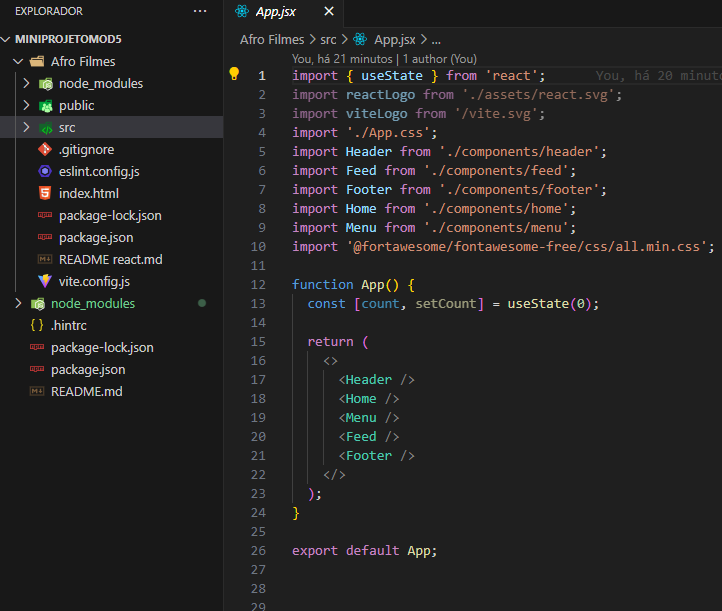 EXPLORADOR
MINIPROJETOMOD5
Afro Filmes
node_modules
public
src
.gitignore
eslint.config.js
index.html
package-lock.json
package.json
README react.md
vite.config.js
node_modules
.hintrc
package-lock.json
package.json
README.md
App.jsx
Afro Filmes > src > App.jsx > ...
You, há 21 minutos | 1 author (You)
1 import { useState } from 'react'; You, há 20 minuto
2 import reactLogo from './assets/react.svg';
3 import viteLogo from '/vite.svg';
4 import './App.css';
5 import Header from './components/header';
6 import Feed from './components/feed';
7 import Footer from './components/footer';
8 import Home from './components/home';
9 import Menu from './components/menu';
10 import '@fortawesome/fontawesome-free/css/all.min.css';
11
12 function App() {
13 const [count, setCount] = useState(0);
14
15 return (
16 <>
17 <Header />
18 <Home />
19 <Menu />
20 <Feed />
21 <Footer />
22 </>
23 );
24 }
25
26 export default App;
27
28
29